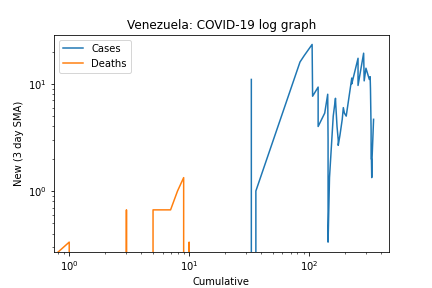 Venezuela: COVID-19 log graph
Cases
Deaths
New (3 day SMA)
10¹
10⁰
10⁰ 10¹ 10²
Cumulative